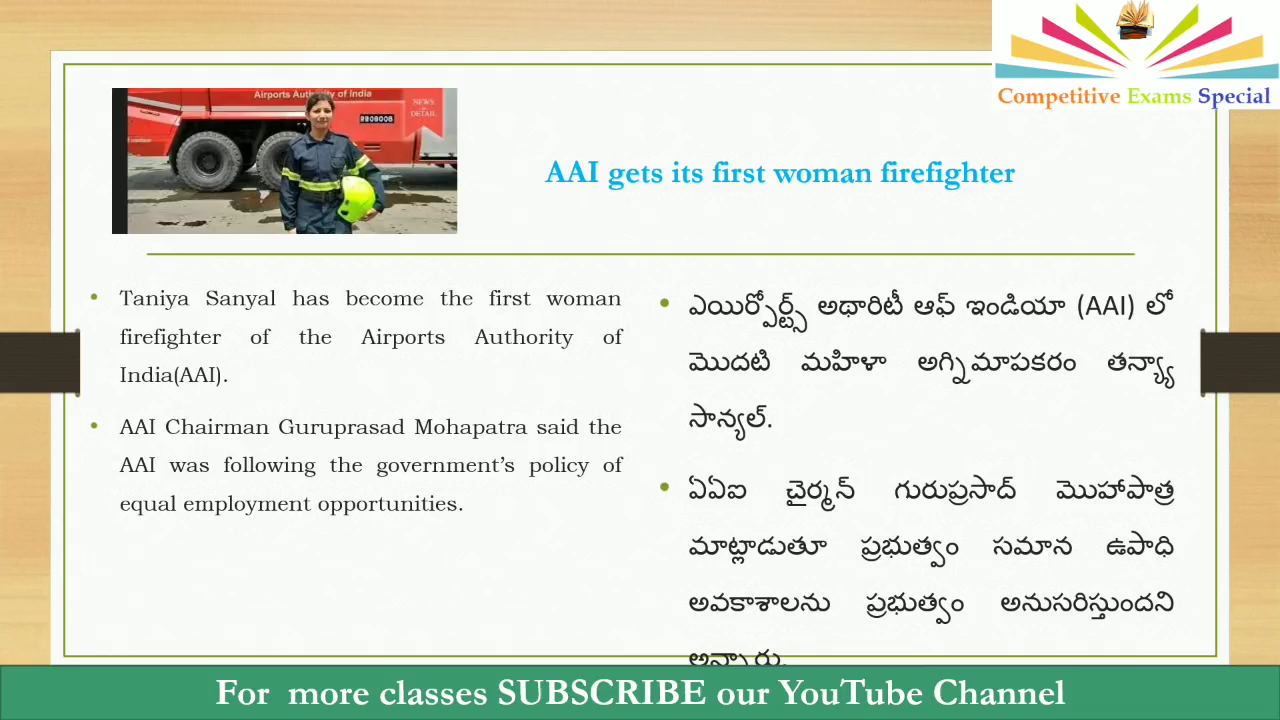 Competitive Exams Special
Airports Authority of India
NEWS
DETAIL
AAI gets its first woman firefighter
Taniya Sanyal has become the first woman
firefighter of the Airports Authority of
India(AAI).
AAI Chairman Guruprasad Mohapatra said the
AAI was following the government’s policy of
equal employment opportunities.
ఎయిర్పోర్ట్స్ అథారిటీ ఆఫ్ ఇండియా (AAI) లో
మొదటి మహిళా అగ్నిమాపకరం తన్య్యా
సాన్యల్.
ఏఏఐ చైర్మన్ గురుప్రసాద్ మొహాపాత్ర
మాట్లాడుతూ ప్రభుత్వం సమాన ఉపాధి
అవకాశాలను ప్రభుత్వం అనుసరిస్తుందని
అన్నారు.
For more classes SUBSCRIBE our YouTube Channel